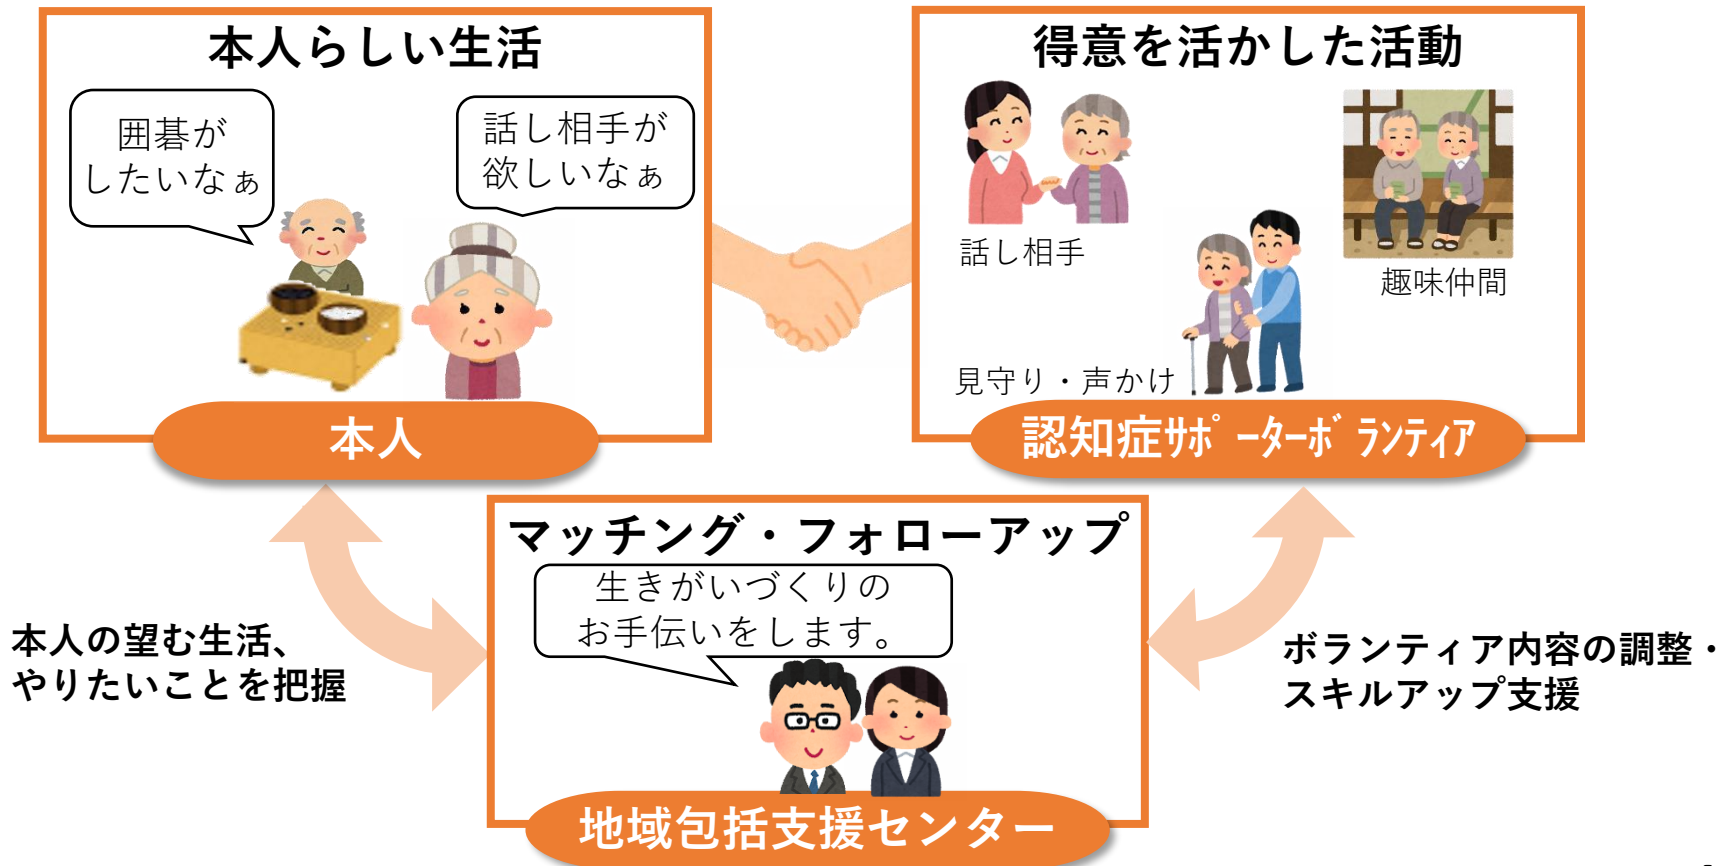 本人らしい生活
囲碁が
したいなぁ
話し相手が
欲しいなぁ
本人
得意を活かした活動
話し相手
趣味仲間
見守り・声かけ
認知症ｻﾎﾟｰﾀｰﾎﾞﾗﾝﾃｨｱ
マッチング・フォローアップ
生きがいづくりの
お手伝いをします。
地域包括支援センター
本人の望む生活、
やりたいことを把握
ボランティア内容の調整・
スキルアップ支援